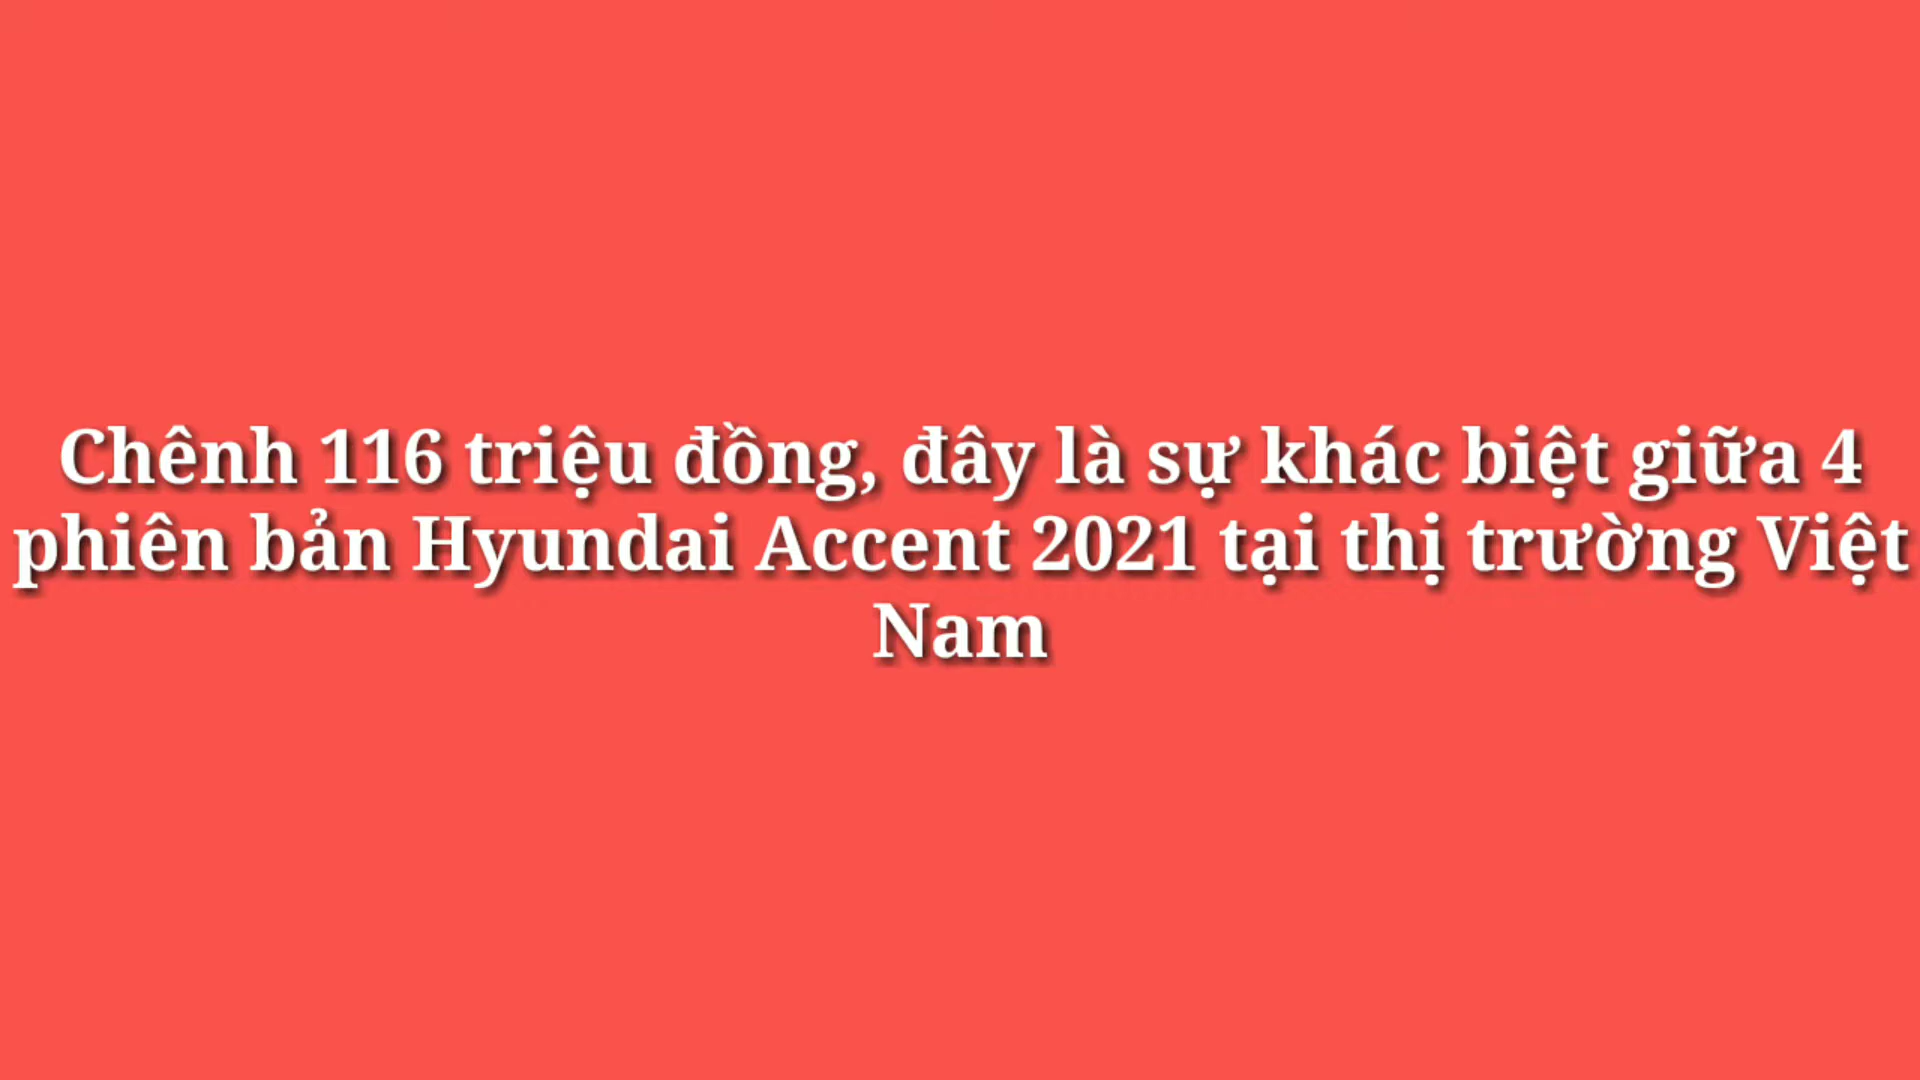 Chênh 116 triệu đồng, đây là sự khác biệt giữa 4
phiên bản Hyundai Accent 2021 tại thị trường Việt
Nam